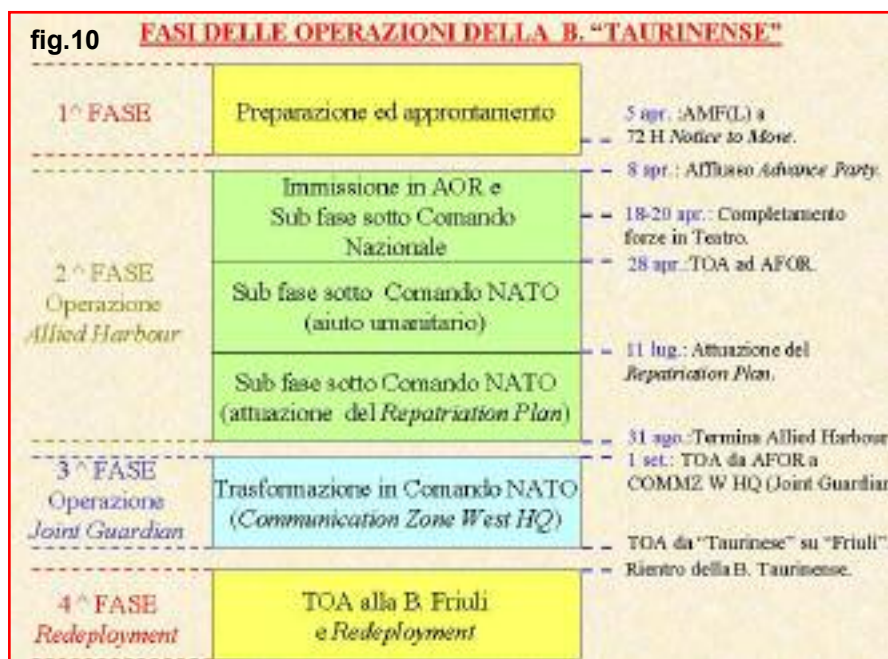 fig.10
FASI DELLE OPERAZIONI DELLA B. “TAURINENSE”
1^ FASE
Preparazione ed approntamento
5 apr. :AMF(L) a
72 H Notice to Move.
8 apr.: Afflusso Advance Party.
2 ^ FASE
Operazione
Allied Harbour
Immissione in AOR e
Sub fase sotto Comando
Nazionale
18-20 apr.: Completamento
forze in Teatro.
28 apr.:TOA ad AFOR.
Sub fase sotto Comando NATO
(aiuto umanitario)
11 lug.: Attuazione del
Repatriation Plan.
Sub fase sotto Comando NATO
(attuazione del Repatriation Plan)
31 ago.:Termina Allied Harbour
3 ^ FASE
Operazione
Joint Guardian
Trasformazione in Comando NATO
(Communication Zone West HQ)
1 set.: TOA da AFOR a
COMMZ W HQ (Joint Guardian
TOA da “Taurinese” su “Friuli”.
Rientro della B. Taurinense.
4 ^ FASE
Redeployment
TOA alla B. Friuli
e Redeployment